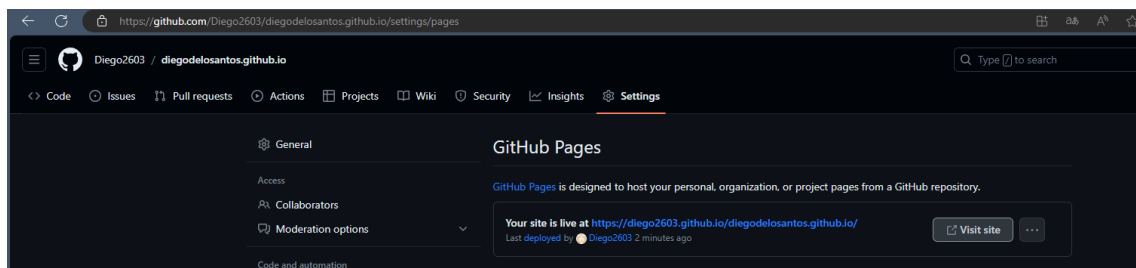 https://github.com/Diego2603/diegodelosantos.github.io/settings/pages
Diego2603 / diegodelosantos.github.io
Type / to search
Code Issues Pull requests Actions Projects Wiki Security Insights Settings
General
Access
Collaborators
Moderation options
Code and automation
GitHub Pages
GitHub Pages is designed to host your personal, organization, or project pages from a GitHub repository.
Your site is live at https://diego2603.github.io/diegodelosantos.github.io/
Last deployed by Diego2603 2 minutes ago
Visit site